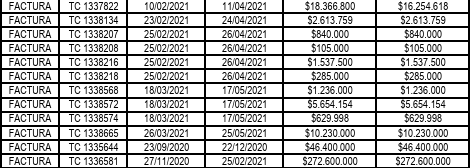 FACTURA TC 1337822 10/02/2021 11/04/2021 $18.366.800 $16.254.618
FACTURA TC 1338134 23/02/2021 24/04/2021 $2.613.759 $2.613.759
FACTURA TC 1338207 25/02/2021 26/04/2021 $840.000 $840.000
FACTURA TC 1338208 25/02/2021 26/04/2021 $105.000 $105.000
FACTURA TC 1338216 25/02/2021 26/04/2021 $1.537.500 $1.537.500
FACTURA TC 1338218 25/02/2021 26/04/2021 $285.000 $285.000
FACTURA TC 1338568 18/03/2021 17/05/2021 $1.236.000 $1.236.000
FACTURA TC 1338572 18/03/2021 17/05/2021 $5.654.154 $5.654.154
FACTURA TC 1338574 18/03/2021 17/05/2021 $629.998 $629.998
FACTURA TC 1338665 26/03/2021 25/05/2021 $10.230.000 $10.230.000
FACTURA TC 1335644 23/09/2020 22/12/2020 $46.400.000 $46.400.000
FACTURA TC 1336581 27/11/2020 25/02/2021 $272.600.000 $272.600.000